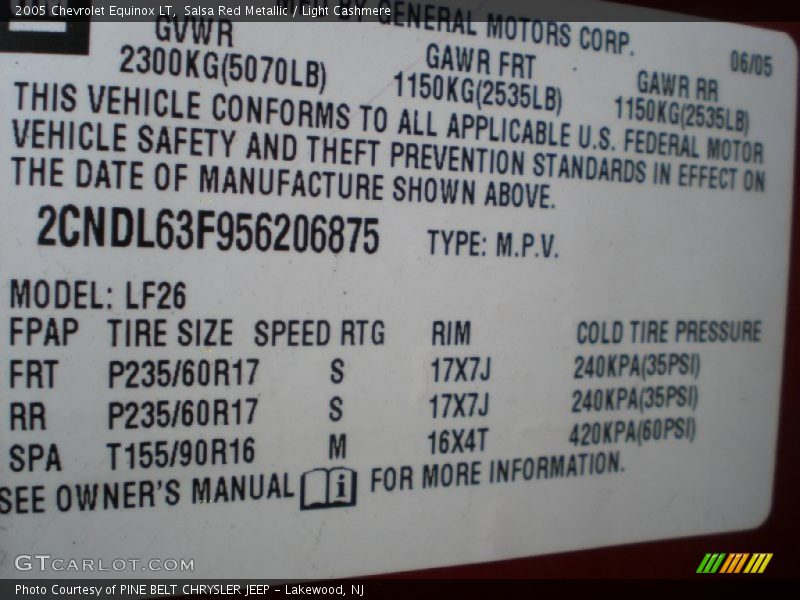 2005 Chevrolet Equinox LT, Salsa Red Metallic / Light Cashmere
BY GENERAL MOTORS CORP.
06/05
GVWR GAWR FRT GAWR RR
2300KG(5070LB) 1150KG(2535LB) 1150KG(2535LB)
THIS VEHICLE CONFORMS TO ALL APPLICABLE U.S. FEDERAL MOTOR
VEHICLE SAFETY AND THEFT PREVENTION STANDARDS IN EFFECT ON
THE DATE OF MANUFACTURE SHOWN ABOVE.
2CNDL63F956206875 TYPE: M.P.V.
MODEL: LF26
FPAP TIRE SIZE SPEED RTG RIM COLD TIRE PRESSURE
FRT P235/60R17 S 17X7J 240KPA(35PSI)
RR P235/60R17 S 17X7J 240KPA(35PSI)
SPA T155/90R16 M 16X4T 420KPA(60PSI)
SEE OWNER'S MANUAL i FOR MORE INFORMATION.
GTCARLOT.COM
Photo Courtesy of PINE BELT CHRYSLER JEEP - Lakewood, NJ